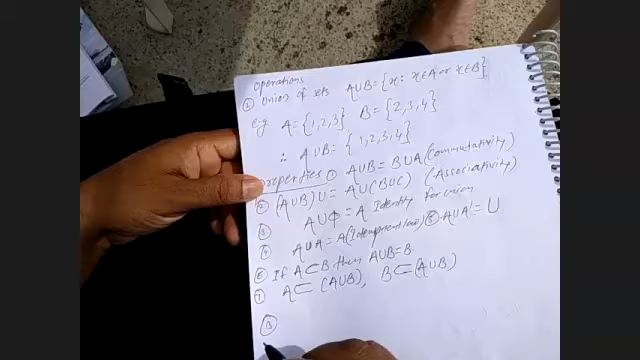 Operations
① Union of sets A∪B = {x : x∈A or x∈B}
e.g. A = {1,2,3} B = {2,3,4}
∴ A∪B = {1,2,3,4}
Properties ① A∪B = B∪A (Commutativity)
② (A∪B)∪ = A∪(B∪C) (Associativity)
③ A∪Φ = A Identity for union
④ A∪A = A (Idempotent law) ⑤ A∪A' = U
⑥ If A⊂B then A∪B = B.
⑦ A⊂(A∪B), B⊂(A∪B)
⑧